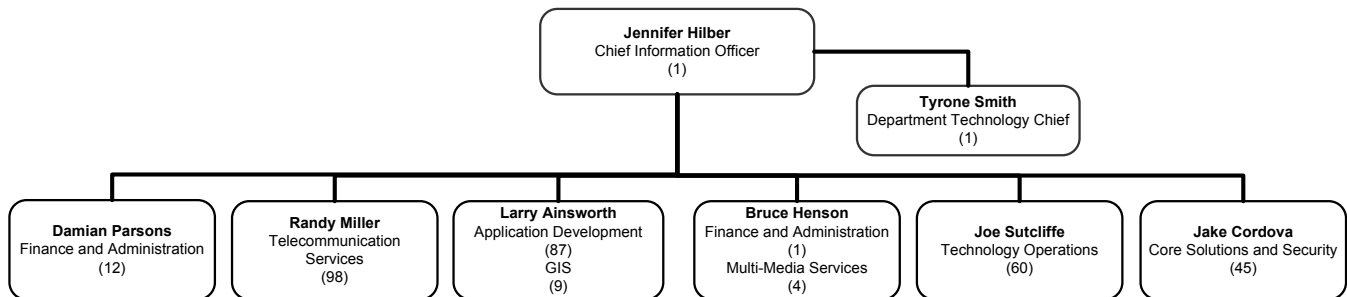 Jennifer Hilber
Chief Information Officer
(1)
Tyrone Smith
Department Technology Chief
(1)
Damian Parsons
Finance and Administration
(12)
Randy Miller
Telecommunication
Services
(98)
Larry Ainsworth
Application Development
(87)
GIS
(9)
Bruce Henson
Finance and Administration
(1)
Multi-Media Services
(4)
Joe Sutcliffe
Technology Operations
(60)
Jake Cordova
Core Solutions and Security
(45)